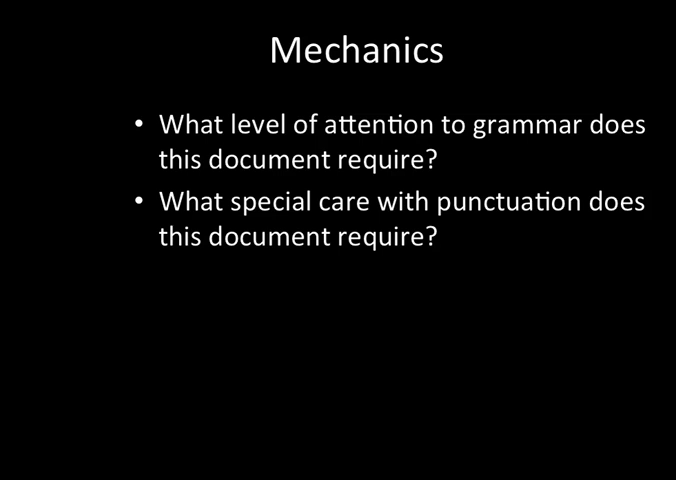 Mechanics
• What level of attention to grammar does
this document require?
• What special care with punctuation does
this document require?